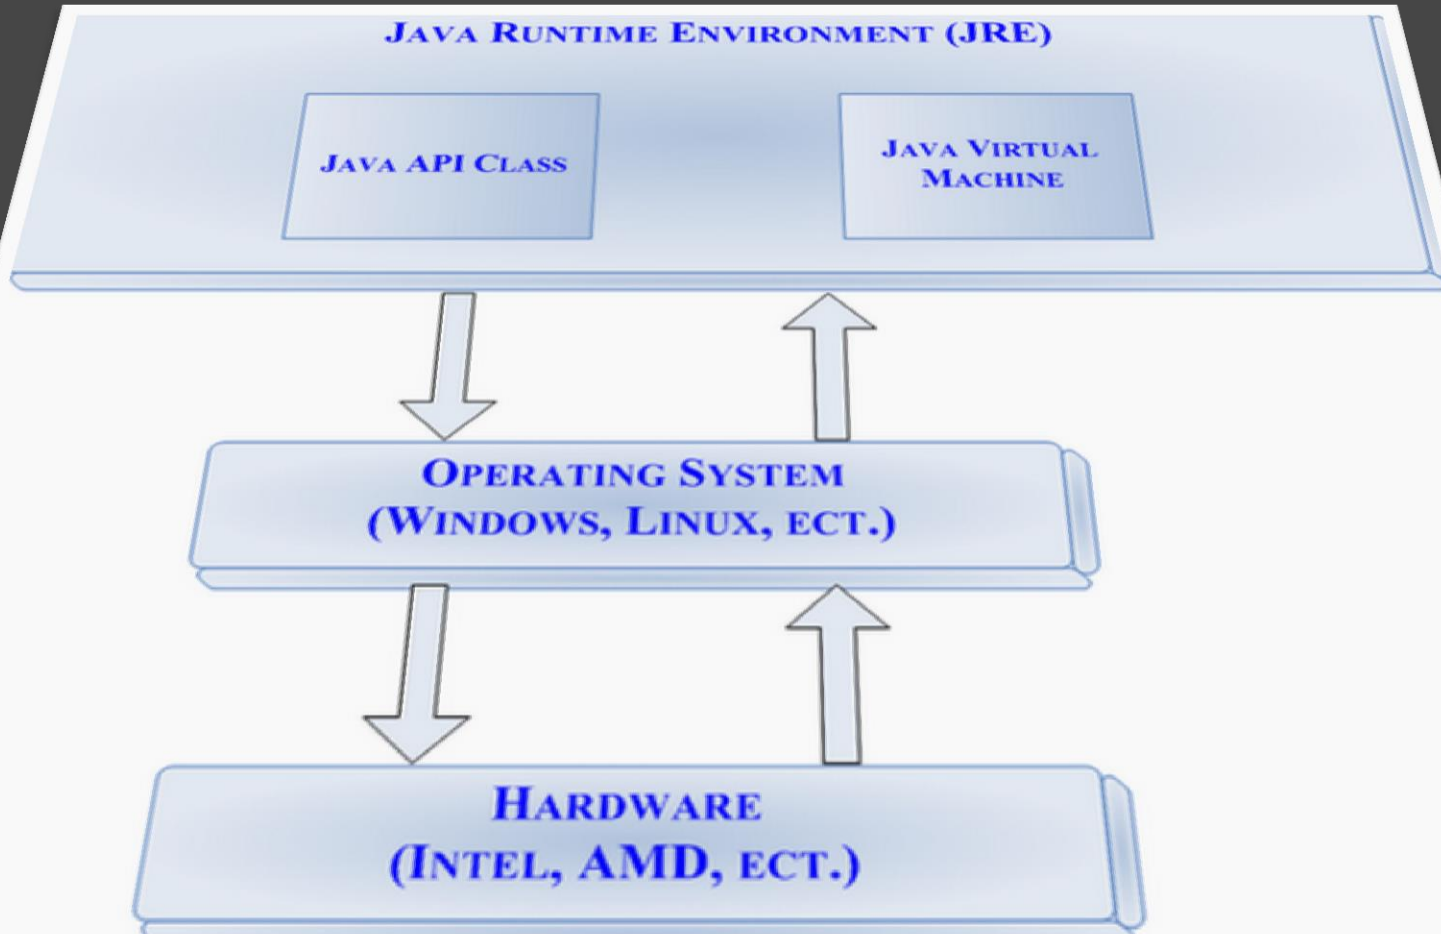 JAVA RUNTIME ENVIRONMENT (JRE)
JAVA API CLASS
JAVA VIRTUAL
MACHINE
OPERATING SYSTEM
(WINDOWS, LINUX, ECT.)
HARDWARE
(INTEL, AMD, ECT.)